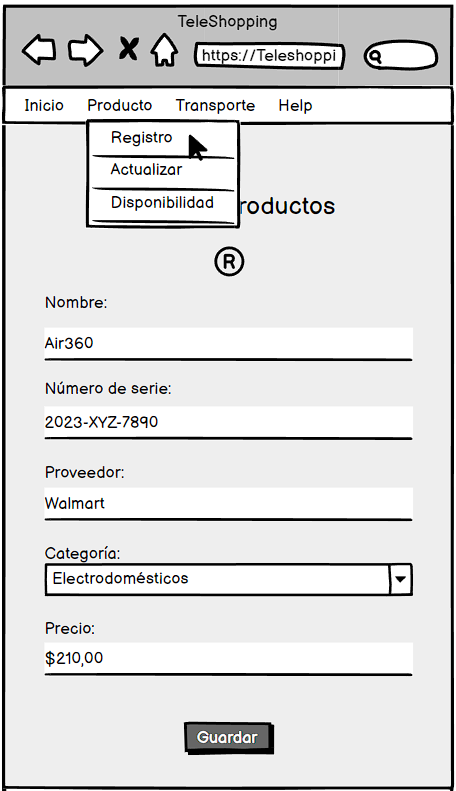 TeleShopping
https://Teleshoppi
Inicio Producto Transporte Help
Registro
Actualizar
Disponibilidad
roductos
®
Nombre:
Air360
Número de serie:
2023-XYZ-7890
Proveedor:
Walmart
Categoría:
Electrodomésticos
Precio:
$210,00
Guardar